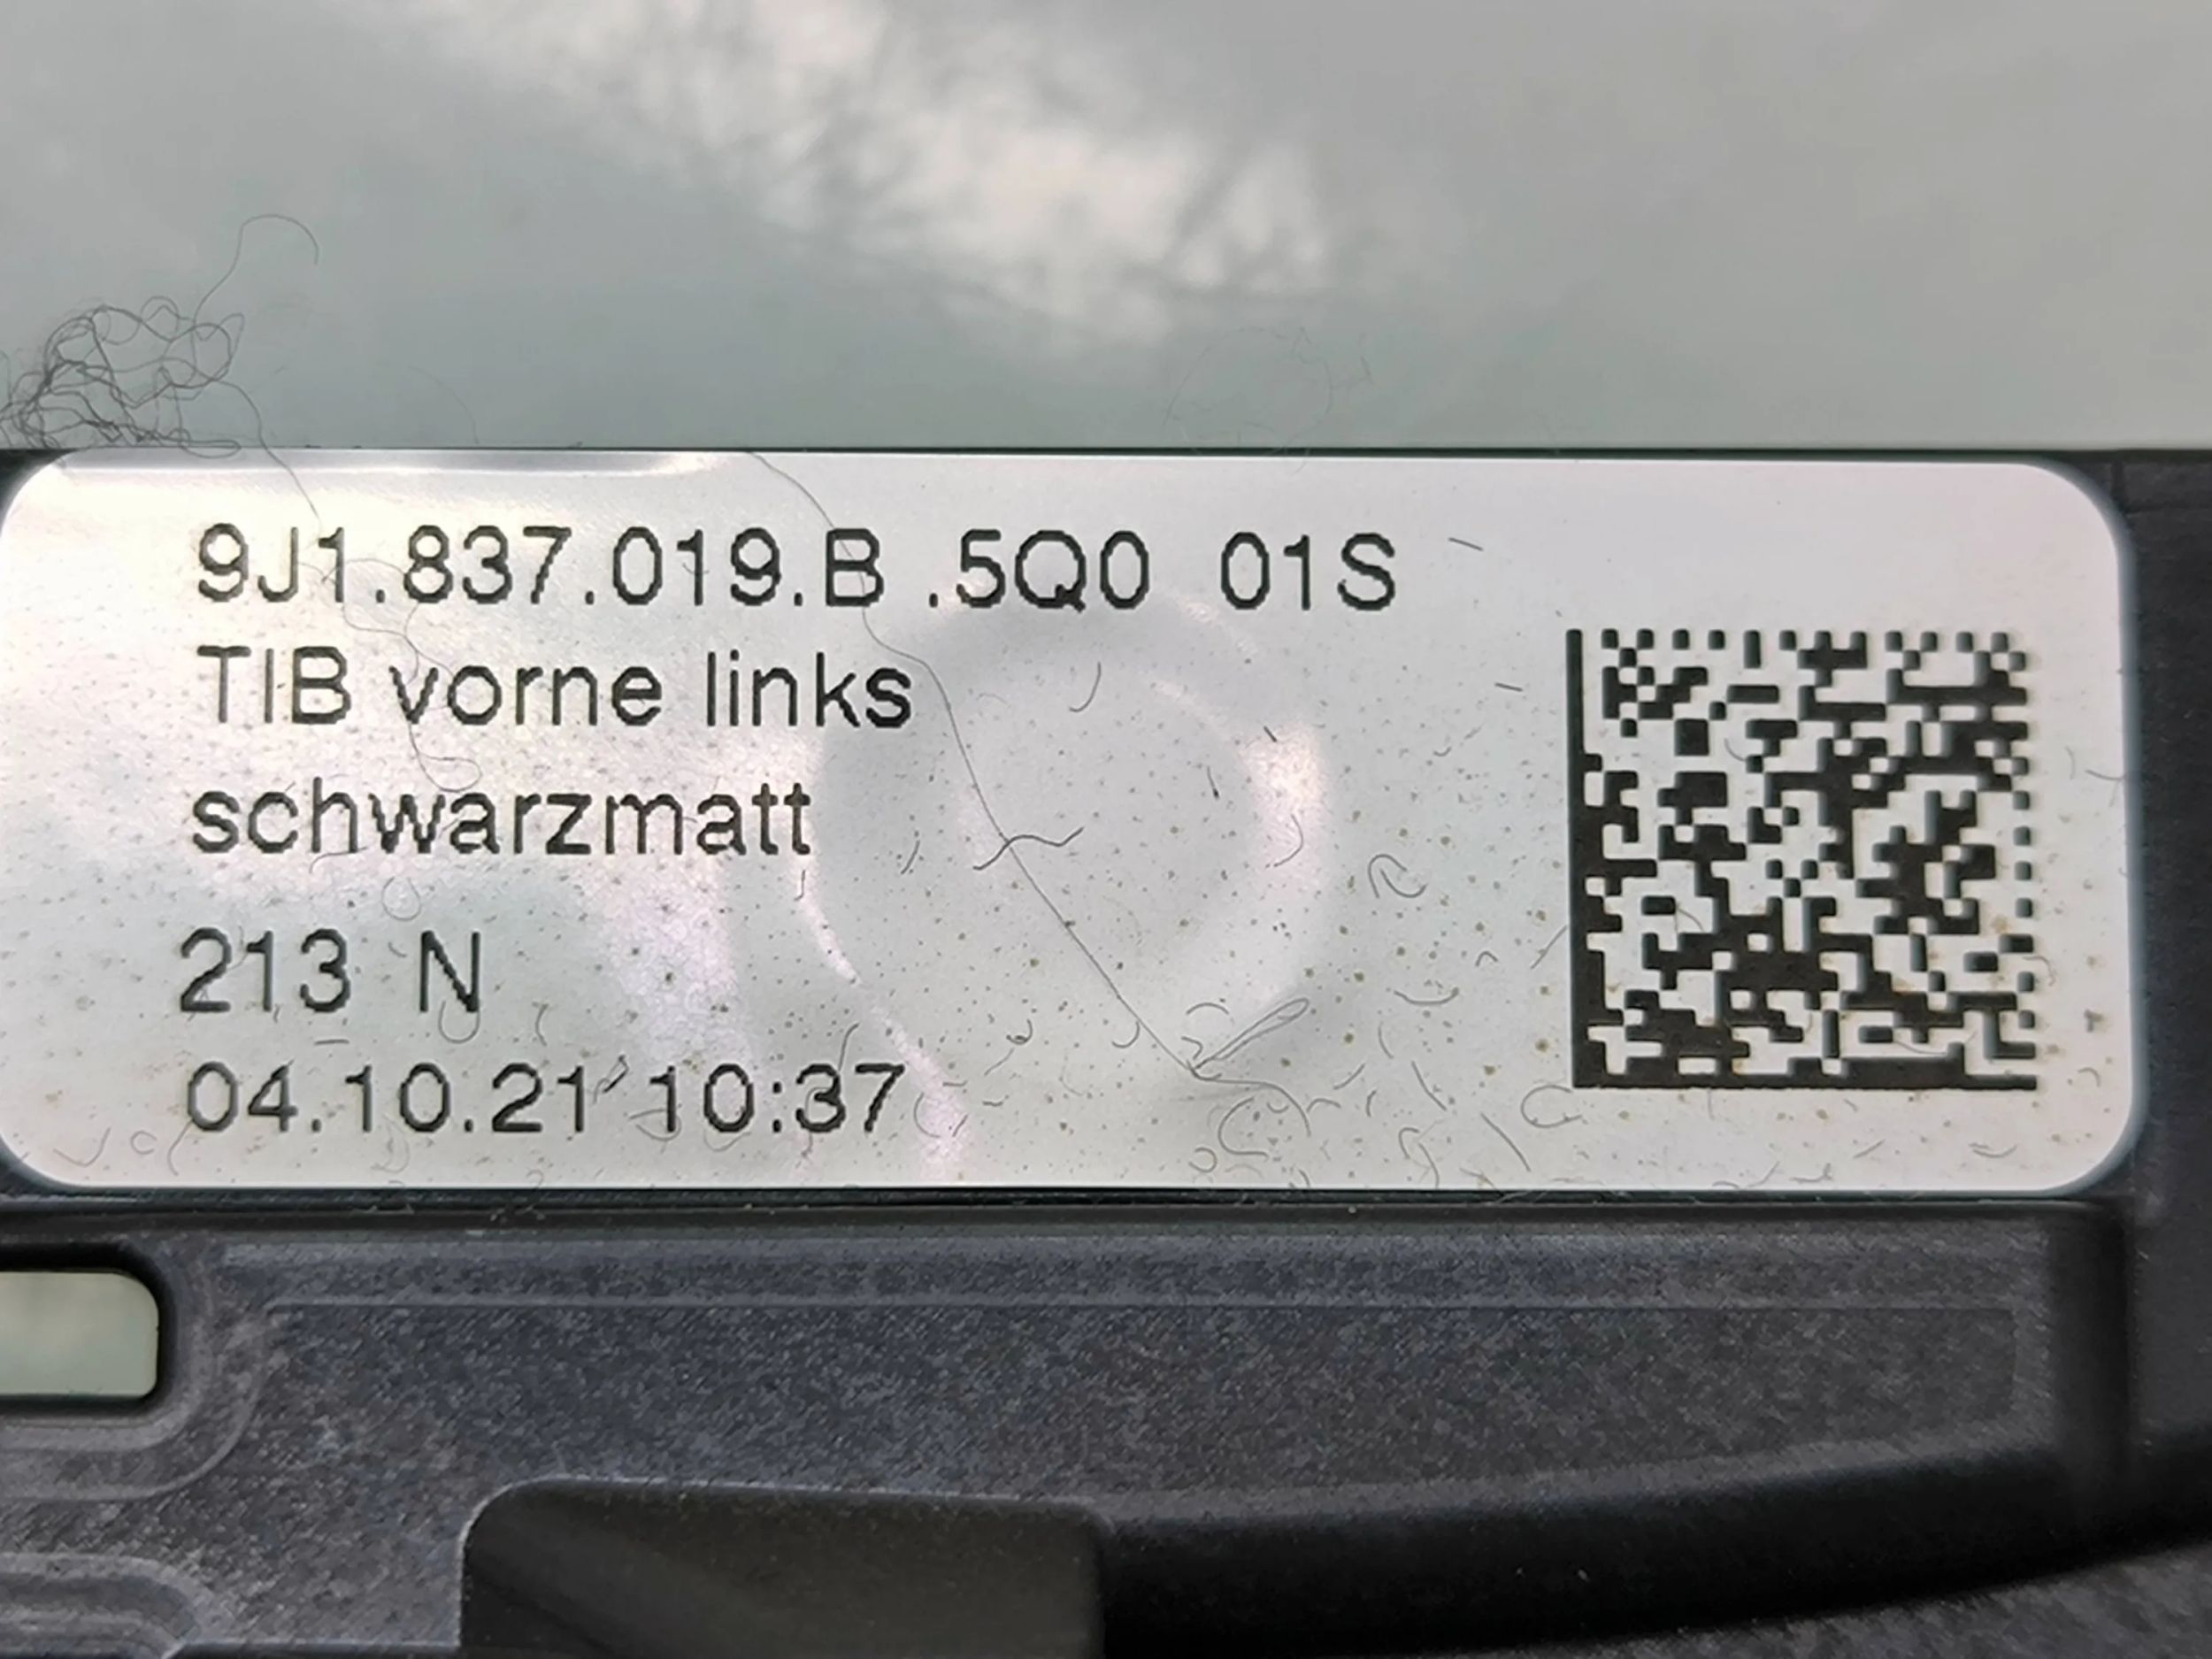 9J1.837.019.B .5Q0 01S
TIB vorne links
schwarzmatt
213 N
04.10.21 10:37